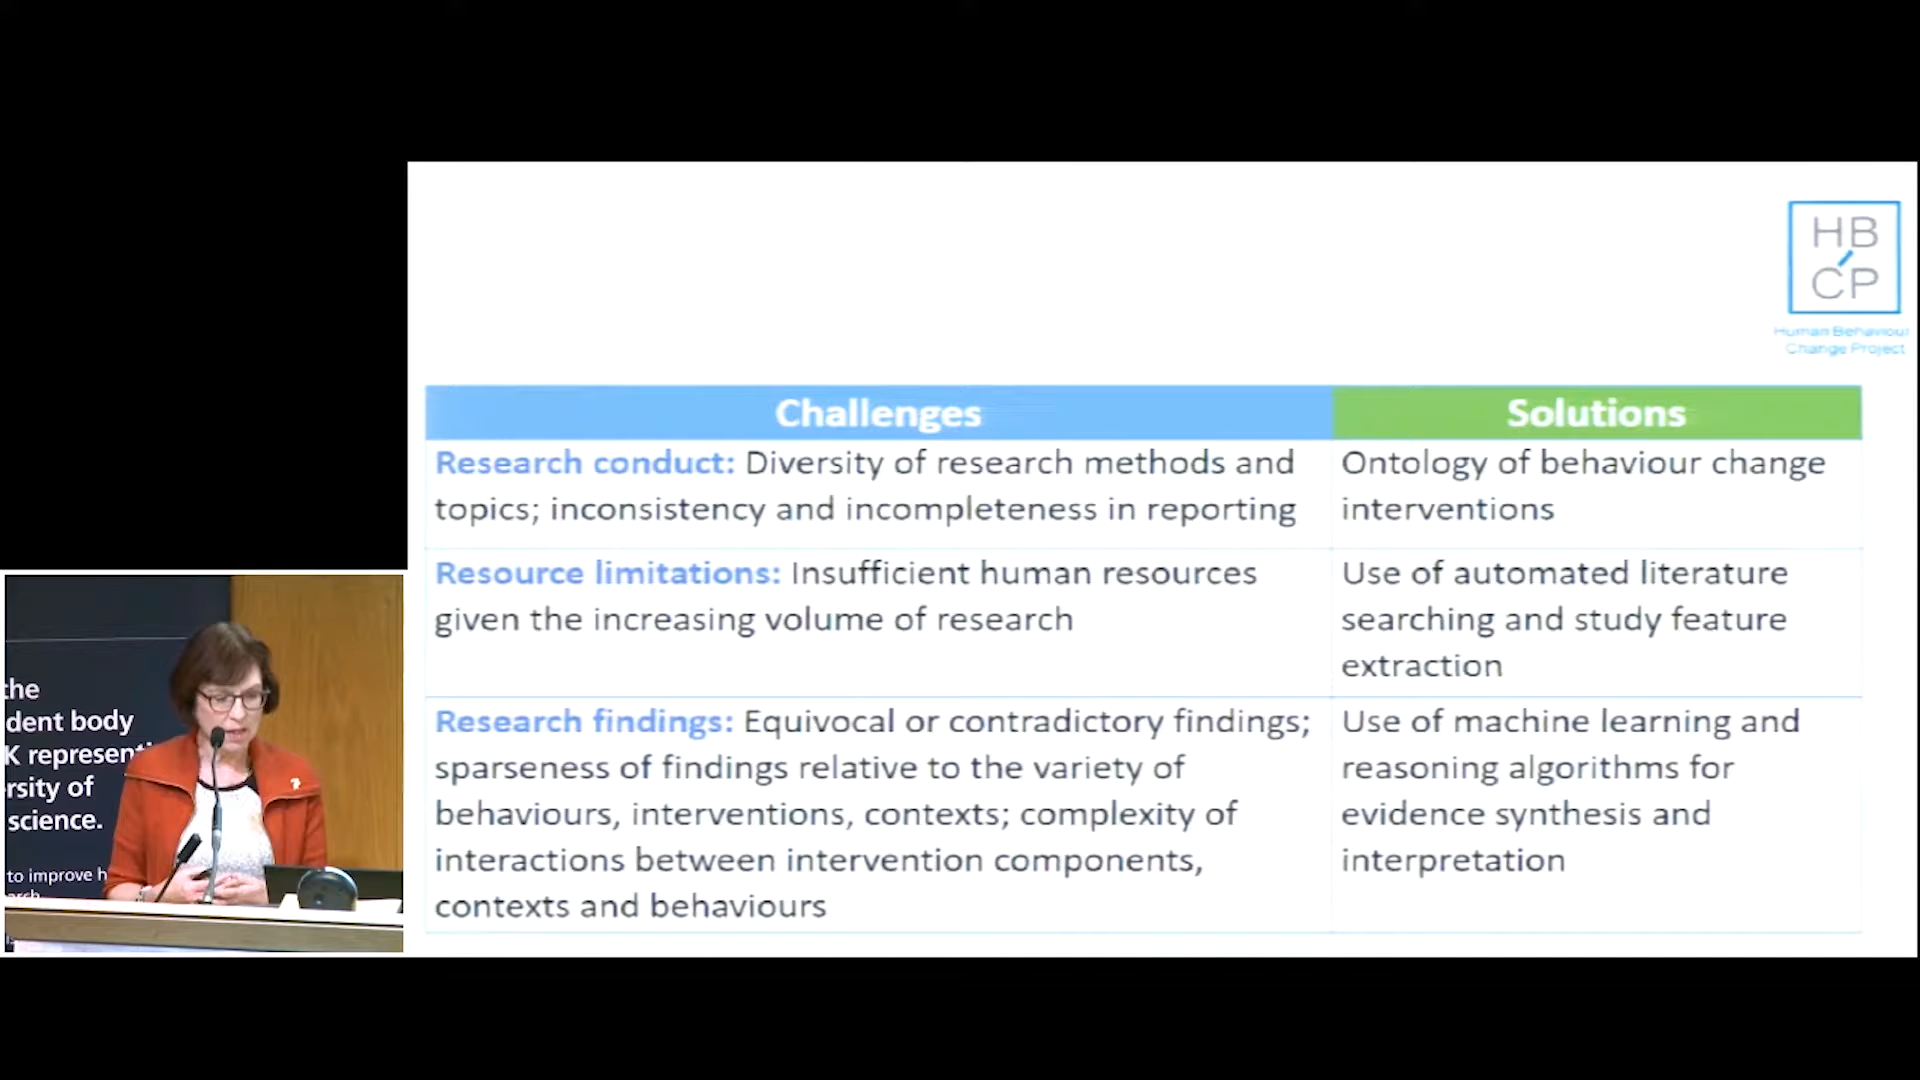 HB
CP
Human Behaviour
Change Project
Challenges
Solutions
Research conduct: Diversity of research methods and
topics; inconsistency and incompleteness in reporting
Ontology of behaviour change
interventions
Resource limitations: Insufficient human resources
given the increasing volume of research
Use of automated literature
searching and study feature
extraction
Research findings: Equivocal or contradictory findings;
sparseness of findings relative to the variety of
behaviours, interventions, contexts; complexity of
interactions between intervention components,
contexts and behaviours
Use of machine learning and
reasoning algorithms for
evidence synthesis and
interpretation
the
dent body
K represent
rsity of
science.
to improve h
arch